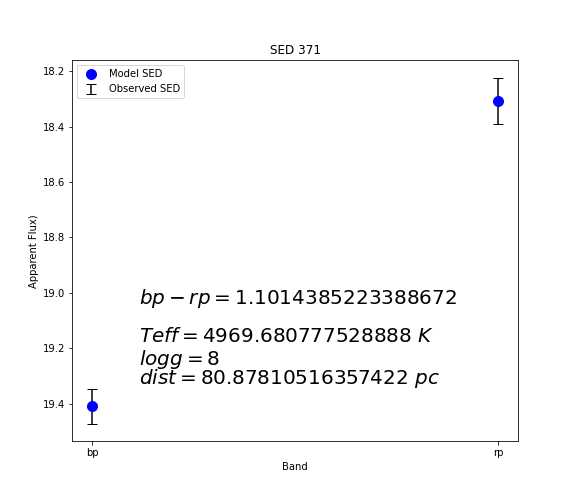 SED 371
Model SED
Observed SED
18.2
18.4
18.6
18.8
19.0
19.2
19.4
Apparent Flux)
bp − rp = 1.1014385223388672
Teff = 4969.680777528888 K
logg = 8
dist = 80.87810516357422 pc
bp
rp
Band